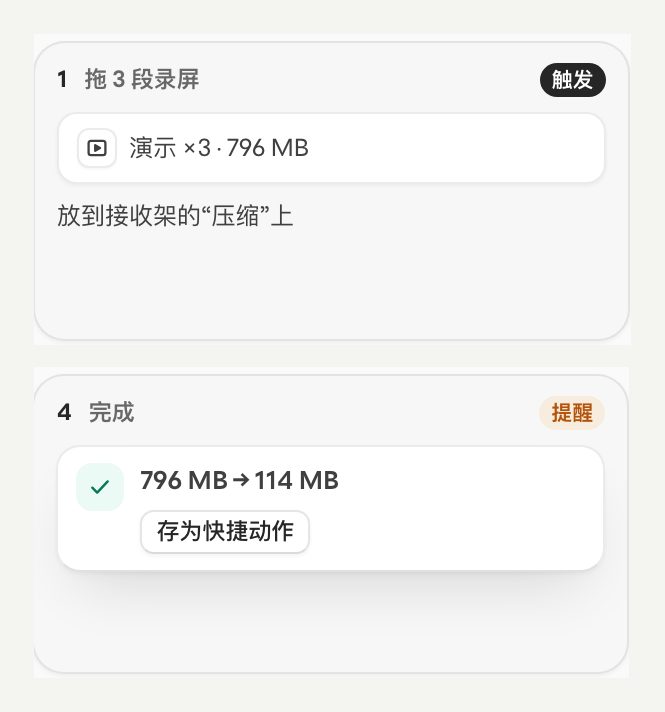 1 拖 3 段录屏
触发
演示 ×3 · 796 MB
放到接收架的“压缩”上
4 完成
提醒
796 MB → 114 MB
存为快捷动作